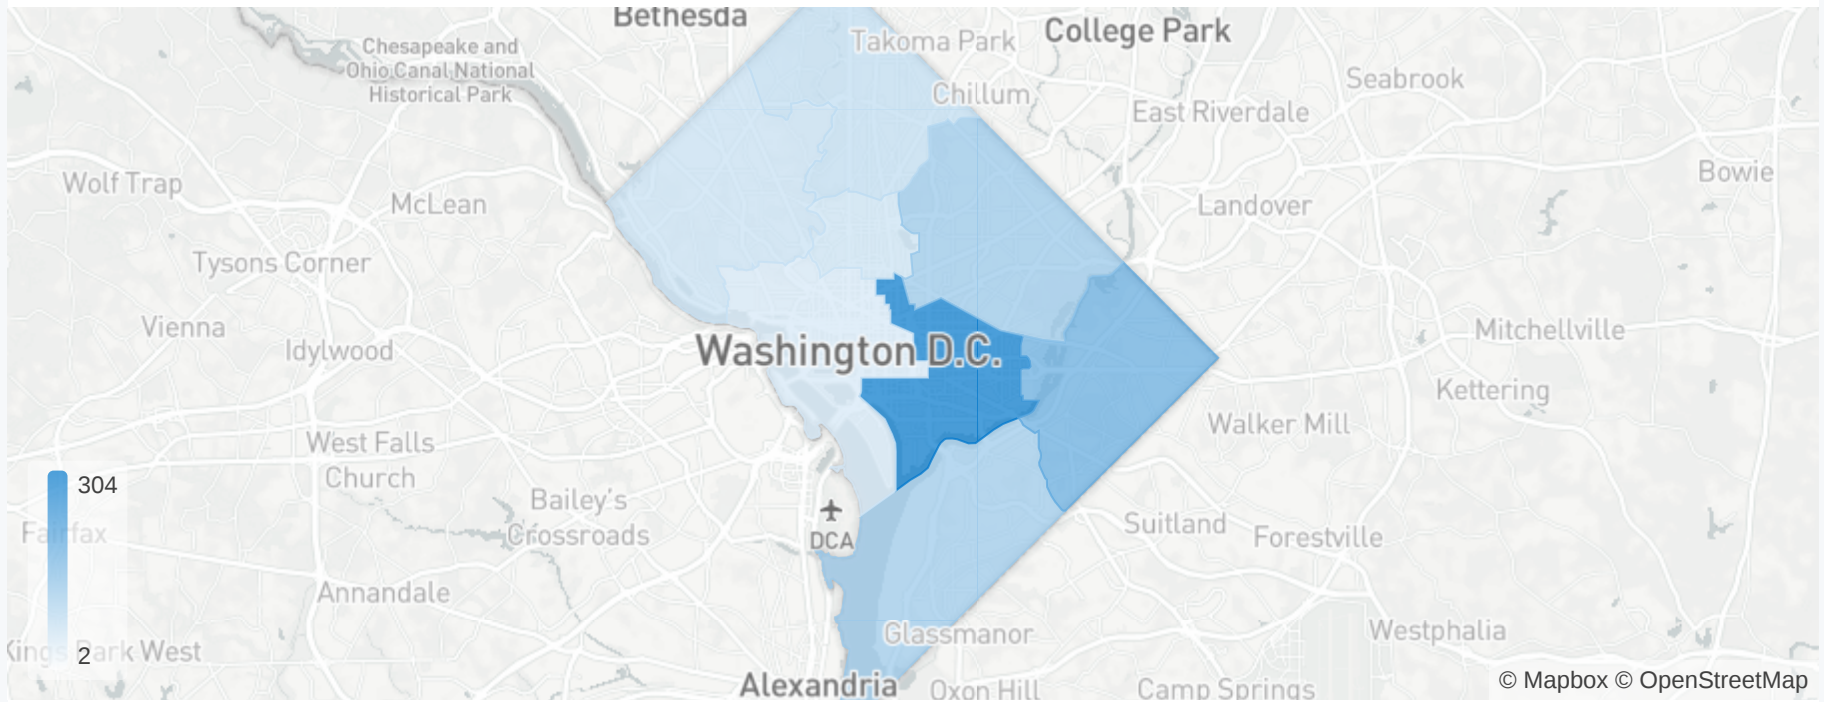 Bethesda
Takoma Park
College Park
Chesapeake and
Ohio Canal National
Historical Park
Chillum
Seabrook
East Riverdale
Wolf Trap
McLean
Bowie
Landover
Tysons Corner
Vienna
Idylwood
Washington D.C.
Mitchellville
Kettering
West Falls
Church
Walker Mill
304
Bailey's
Crossroads
DCA
Suitland
Forestville
Fairfax
Annandale
Glassmanor
Westphalia
Kings Park West
2
Alexandria
Oxon Hill
Camp Springs
© Mapbox © OpenStreetMap